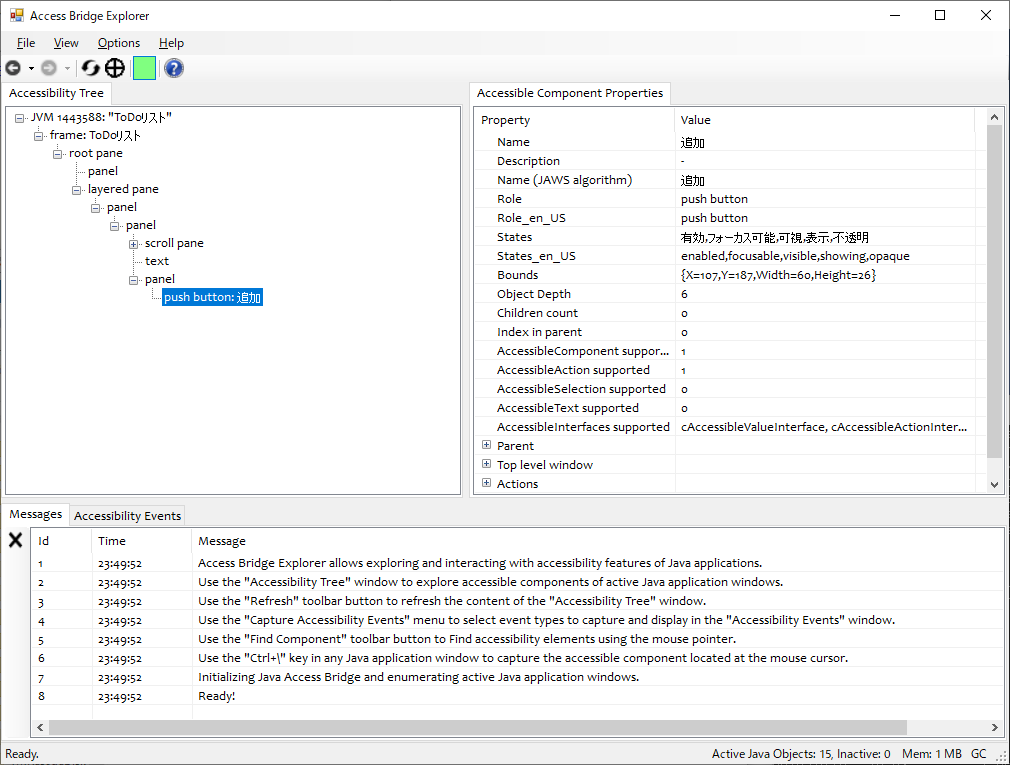 Access Bridge Explorer
File View Options Help
Accessibility Tree
JVM 1443588: "ToDoリスト"
frame: ToDoリスト
root pane
panel
layered pane
panel
panel
scroll pane
text
panel
push button: 追加
Accessible Component Properties
Property Value
Name 追加
Description -
Name (JAWS algorithm) 追加
Role push button
Role_en_US push button
States 有効,フォーカス可能,可視,表示,不透明
States_en_US enabled,focusable,visible,showing,opaque
Bounds {X=107,Y=187,Width=60,Height=26}
Object Depth 6
Children count 0
Index in parent 0
AccessibleComponent suppor... 1
AccessibleAction supported 1
AccessibleSelection supported 0
AccessibleText supported 0
AccessibleInterfaces supported cAccessibleValueInterface, cAccessibleActionInter...
Parent
Top level window
Actions
Messages Accessibility Events
Id Time Message
1 23:49:52 Access Bridge Explorer allows exploring and interacting with accessibility features of Java applications.
2 23:49:52 Use the "Accessibility Tree" window to explore accessible components of active Java application windows.
3 23:49:52 Use the "Refresh" toolbar button to refresh the content of the "Accessibility Tree" window.
4 23:49:52 Use the "Capture Accessibility Events" menu to select event types to capture and display in the "Accessibility Events" window.
5 23:49:52 Use the "Find Component" toolbar button to Find accessibility elements using the mouse pointer.
6 23:49:52 Use the "Ctrl+\" key in any Java application window to capture the accessible component located at the mouse cursor.
7 23:49:52 Initializing Java Access Bridge and enumerating active Java application windows.
8 23:49:52 Ready!
Ready. Active Java Objects: 15, Inactive: 0 Mem: 1 MB GC